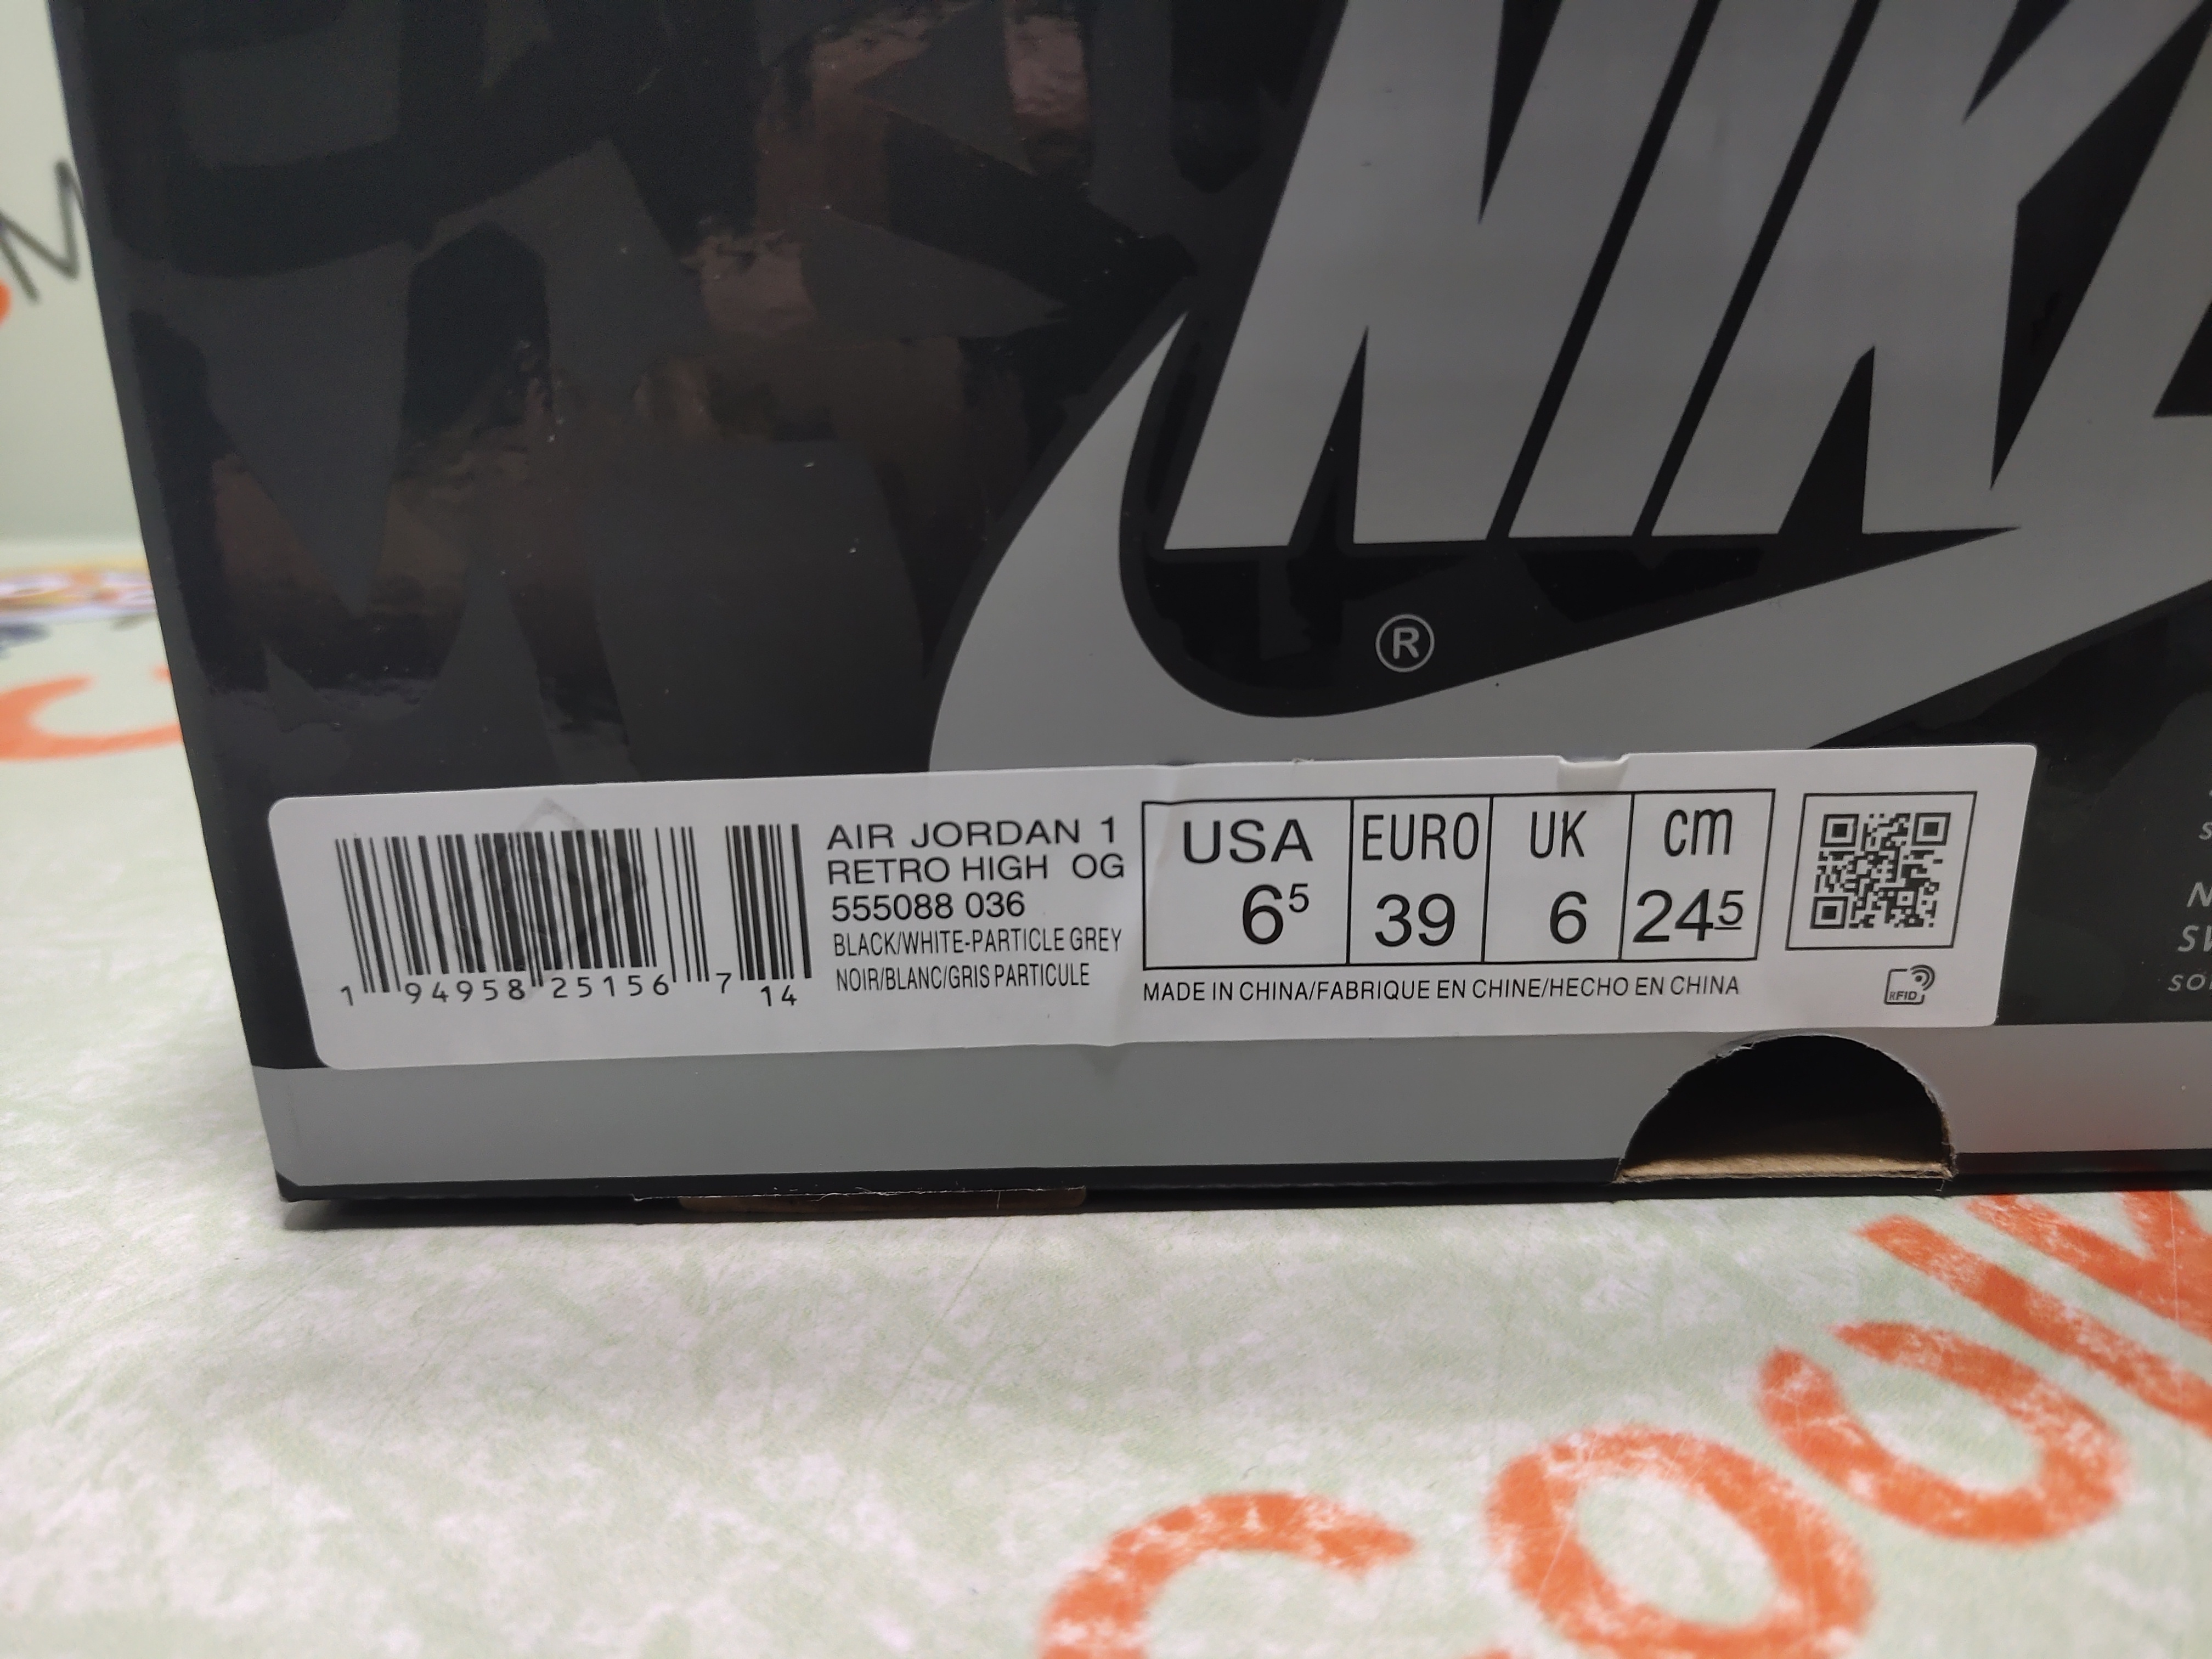 NIKE
®
AIR JORDAN 1
RETRO HIGH OG
555088 036
BLACK/WHITE-PARTICLE GREY
NOIR/BLANC/GRIS PARTICULE
1 94958 25156 7 14
USA EURO UK cm
6⁵ 39 6 24⁵
MADE IN CHINA/FABRIQUE EN CHINE/HECHO EN CHINA
RFID
Cook